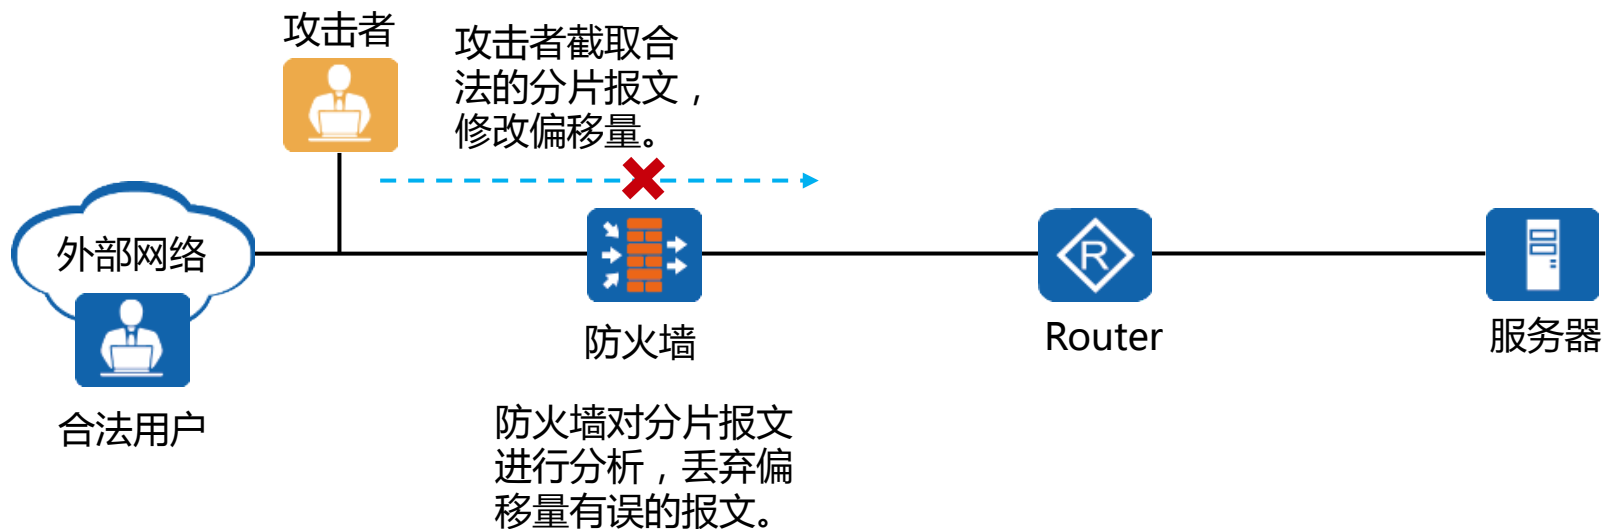 攻击者
攻击者截取合
法的分片报文，
修改偏移量。
外部网络
合法用户
防火墙
R
Router
服务器
防火墙对分片报文
进行分析，丢弃偏
移量有误的报文。